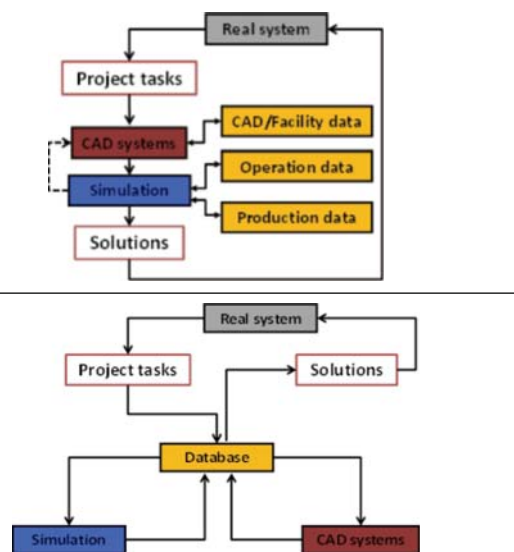 Real system
Project tasks
CAD systems
CAD/Facility data
Operation data
Simulation
Production data
Solutions
Real system
Project tasks
Solutions
Database
Simulation
CAD systems